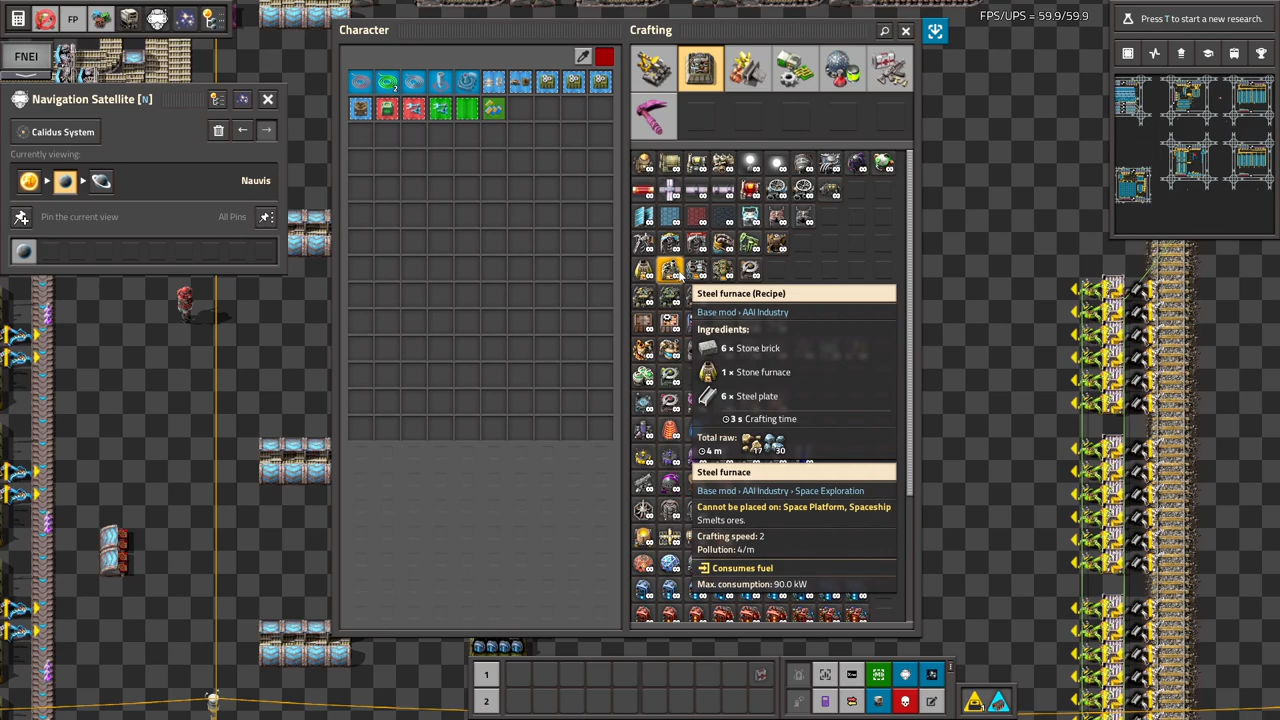 FP
FNEI
Navigation Satellite [N]
Calidus System
Currently viewing:
Nauvis
Pin the current view
All Pins
Character
2
Crafting
FPS/UPS = 59.9/59.9
Press T to start a new research.
Steel furnace (Recipe)
Base mod › AAI Industry
Ingredients:
6 × Stone brick
1 × Stone furnace
6 × Steel plate
3 s Crafting time
Total raw:
4 m
17
30
Steel furnace
Base mod › AAI Industry › Space Exploration
Cannot be placed on: Space Platform, Spaceship
Smelts ores.
Crafting speed: 2
Pollution: 4/m
Consumes fuel
Max. consumption: 90.0 kW
1
2